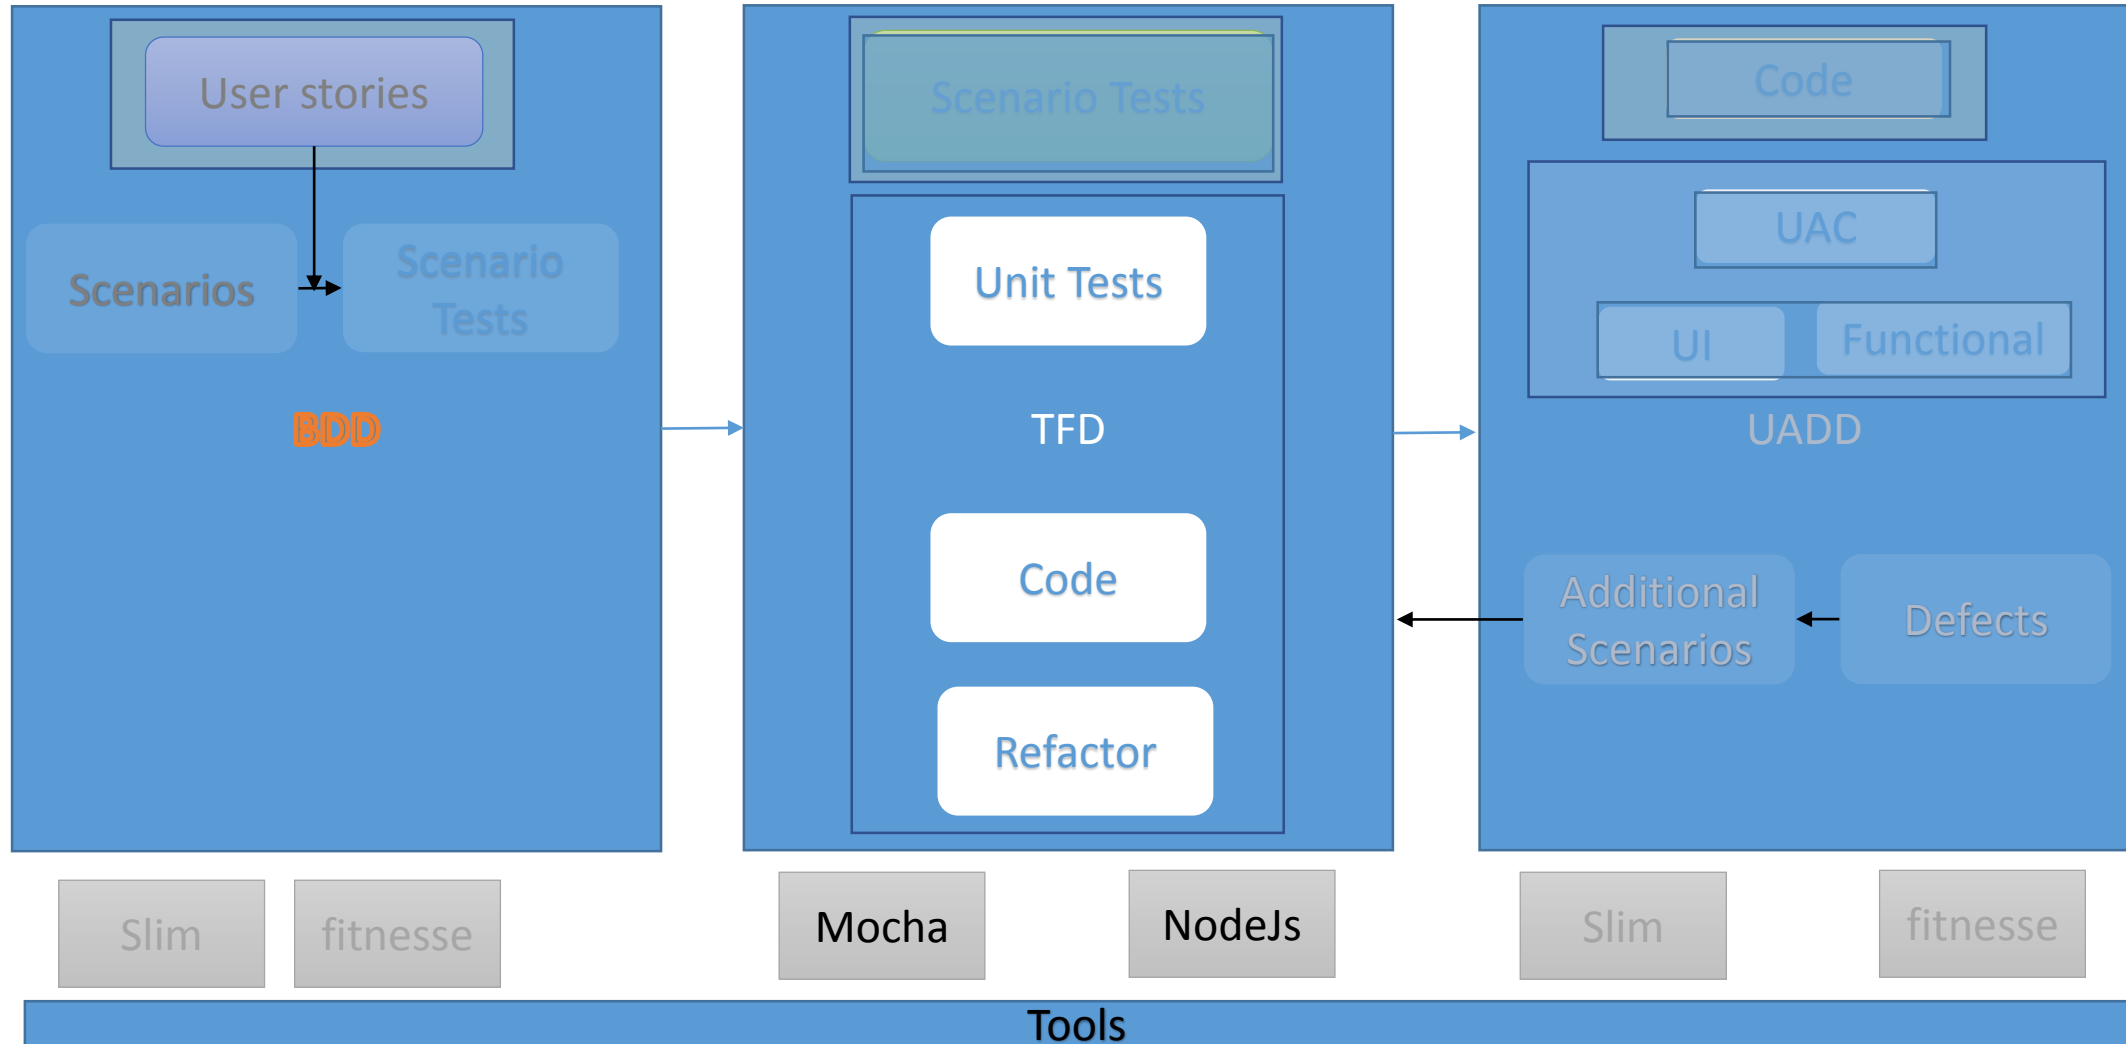 User stories
Scenarios
Scenario
Tests
BDD
Scenario Tests
Unit Tests
TFD
Code
Refactor
Code
UAC
UI
Functional
UADD
Additional
Scenarios
Defects
Slim
fitnesse
Mocha
NodeJs
Slim
fitnesse
Tools